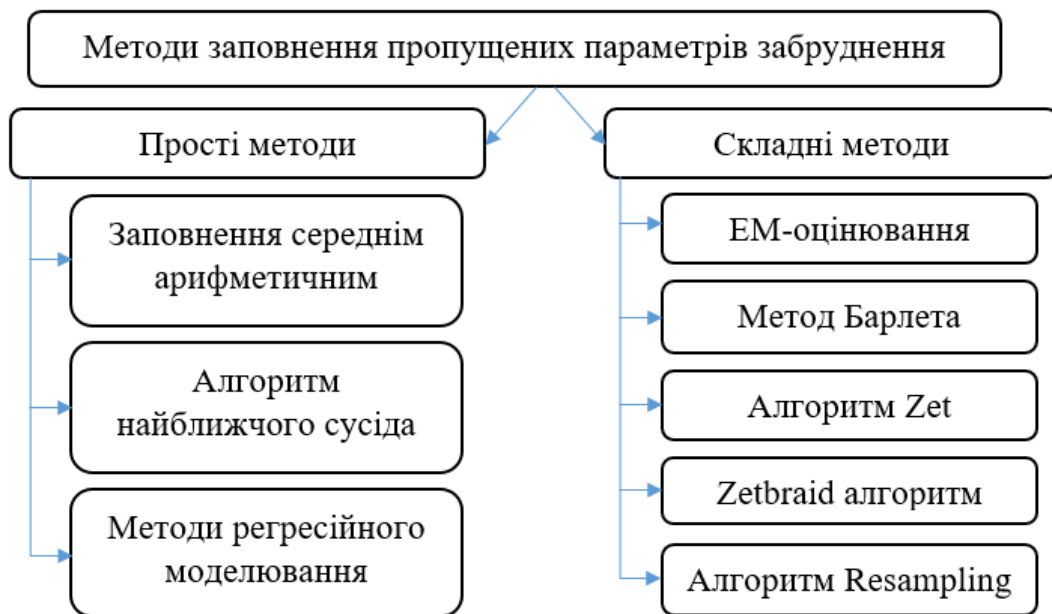 Методи заповнення пропущених параметрів забруднення
Прості методи
Заповнення середнім
арифметичним
Алгоритм
найближчого сусіда
Методи регресійного
моделювання
Складні методи
ЕМ-оцінювання
Метод Барлета
Алгоритм Zet
Zetbraid алгоритм
Алгоритм Resampling